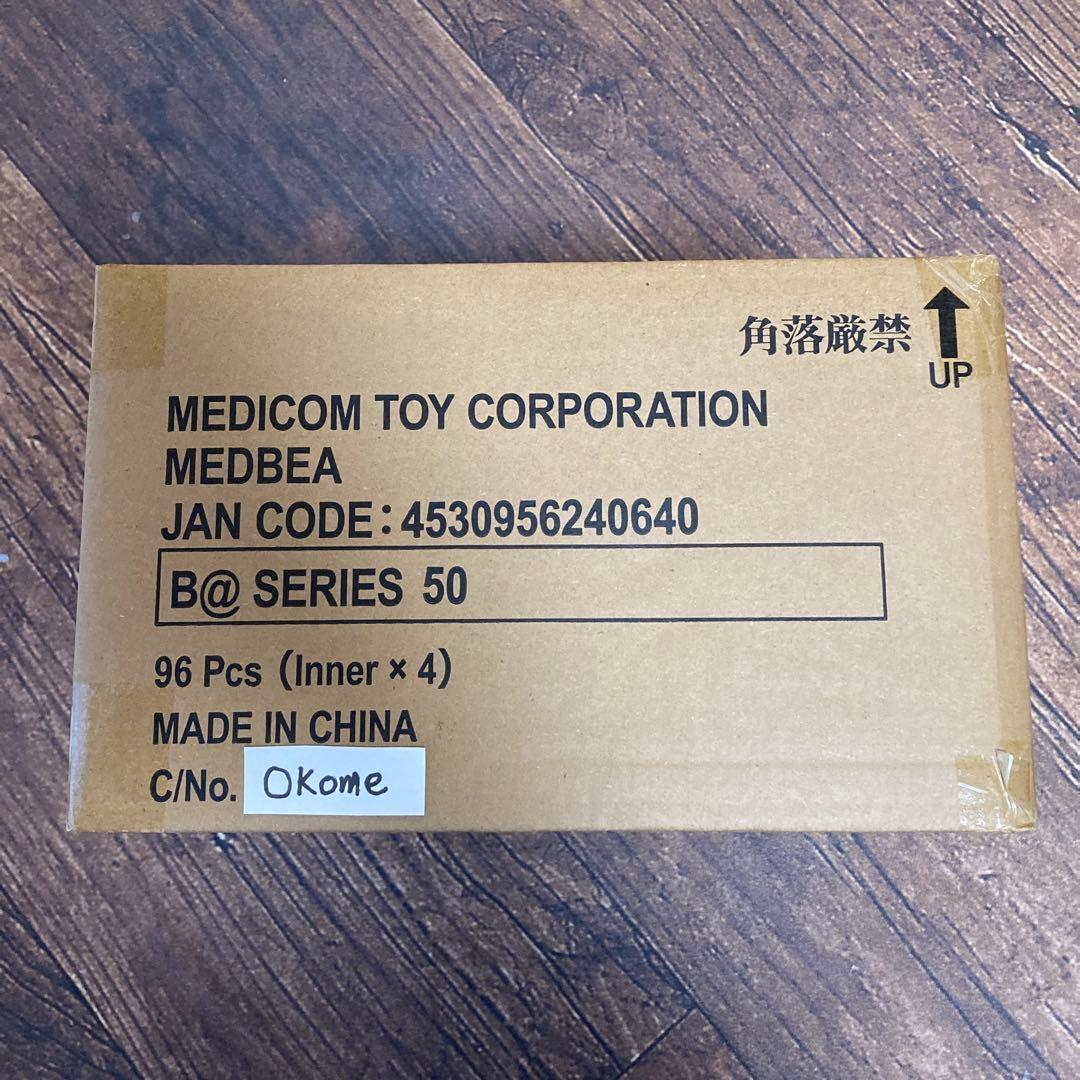 角落厳禁
UP
MEDICOM TOY CORPORATION
MEDBEA
JAN CODE : 4530956240640
B@ SERIES 50
96 Pcs (Inner × 4)
MADE IN CHINA
C/No. Okome